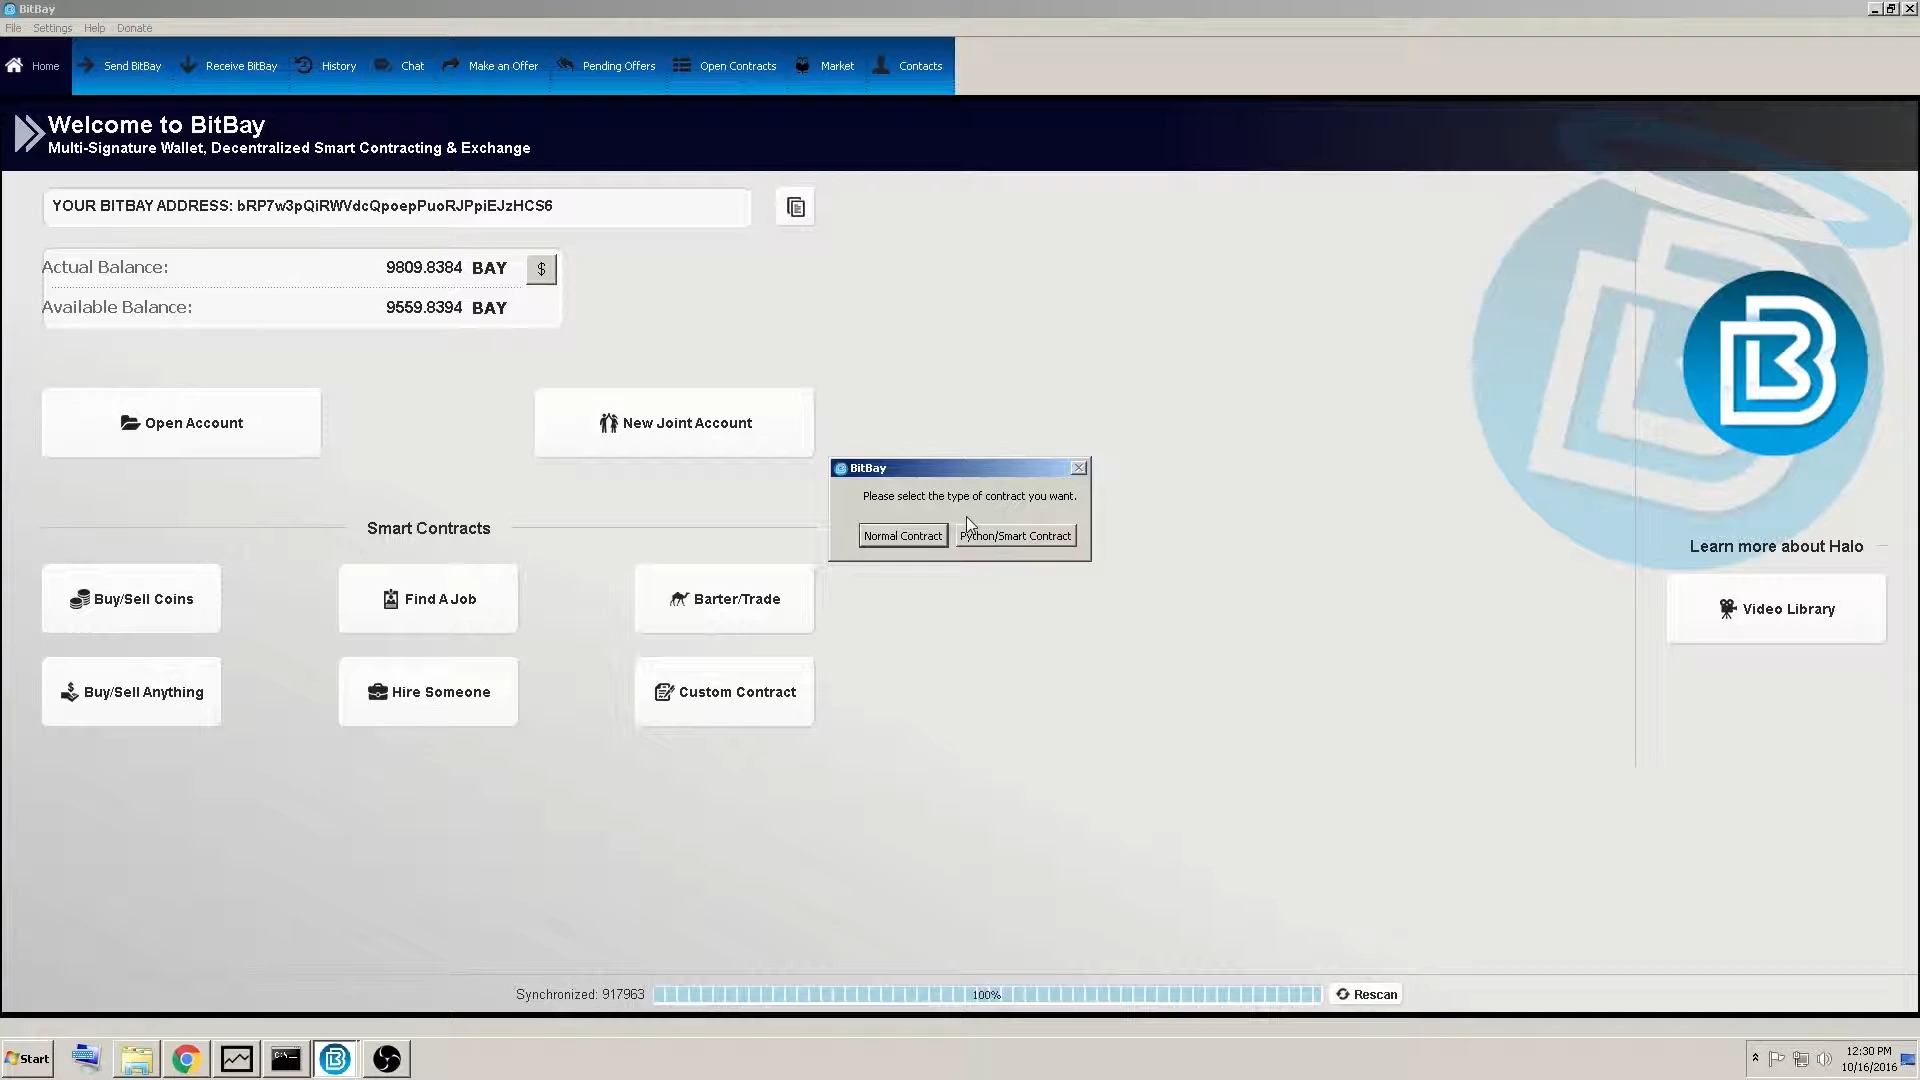 BitBay
File Settings Help Donate
Home Send BitBay Receive BitBay History Chat Make an Offer Pending Offers Open Contracts Market Contacts
Welcome to BitBay
Multi-Signature Wallet, Decentralized Smart Contracting & Exchange
YOUR BITBAY ADDRESS: bRP7w3pQiRWVdcQpoepPuoRJPpiEJzHCS6
Actual Balance: 9809.8384 BAY $
Available Balance: 9559.8394 BAY
Open Account New Joint Account
BitBay
Please select the type of contract you want.
Normal Contract Python/Smart Contract
Smart Contracts
Learn more about Halo
Buy/Sell Coins Find A Job Barter/Trade
Video Library
Buy/Sell Anything Hire Someone Custom Contract
Synchronized: 917963 100% Rescan
Start
12:30 PM
10/16/2016